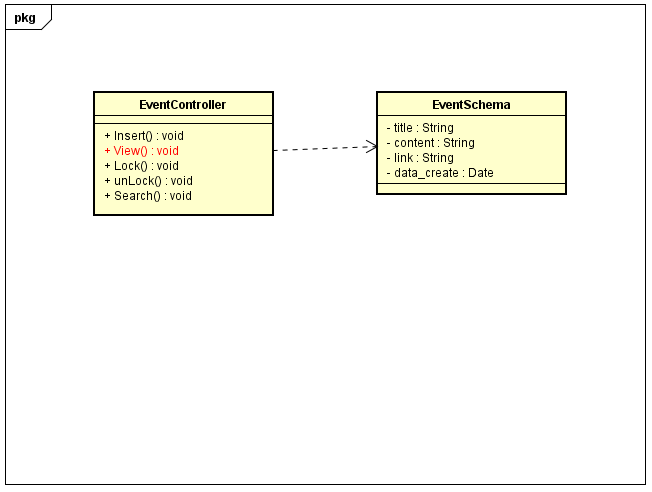 pkg
EventController
+ Insert() : void
+ View() : void
+ Lock() : void
+ unLock() : void
+ Search() : void
EventSchema
- title : String
- content : String
- link : String
- data_create : Date